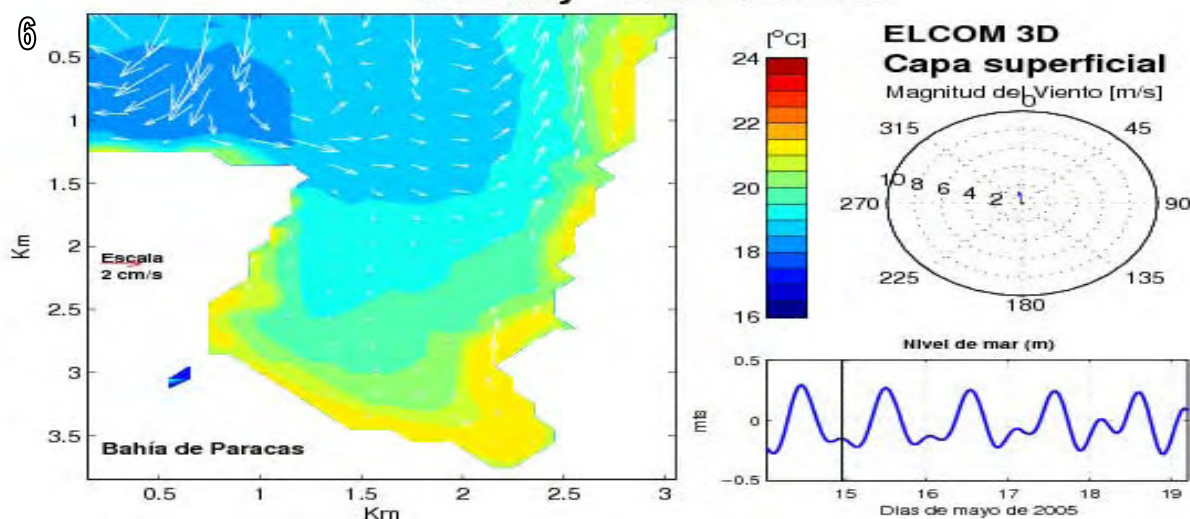 6
ELCOM 3D
Capa superficial
Magnitud del Viento [m/s]
[°C]
24
22
20
18
16
0
45
90
135
180
225
270
315
10 8 6 4 2
0.5
1
1.5
2
2.5
3
3.5
Km
Escala
2 cm/s
Bahía de Paracas
0.5 1 1.5 2 2.5 3
Km
Nivel de mar (m)
0.5
0
−0.5
mts
15 16 17 18 19
Días de mayo de 2005